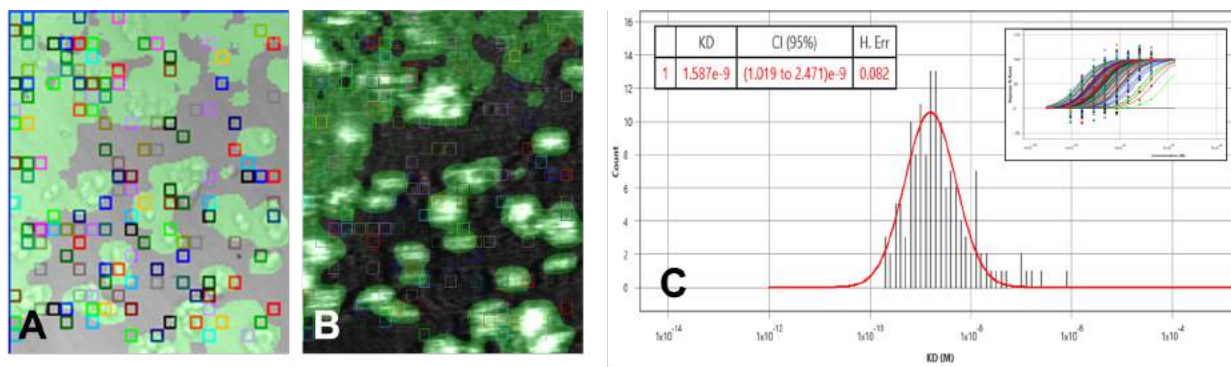 A
B
C
KD CI (95%) H. Err
1 1.587e-9 (1.019 to 2.471)e-9 0.082
16
14
12
10
8
6
4
2
0
Count
1x10⁻¹⁴ 1x10⁻¹² 1x10⁻¹⁰ 1x10⁻⁸ 1x10⁻⁶ 1x10⁻⁴
KD (M)